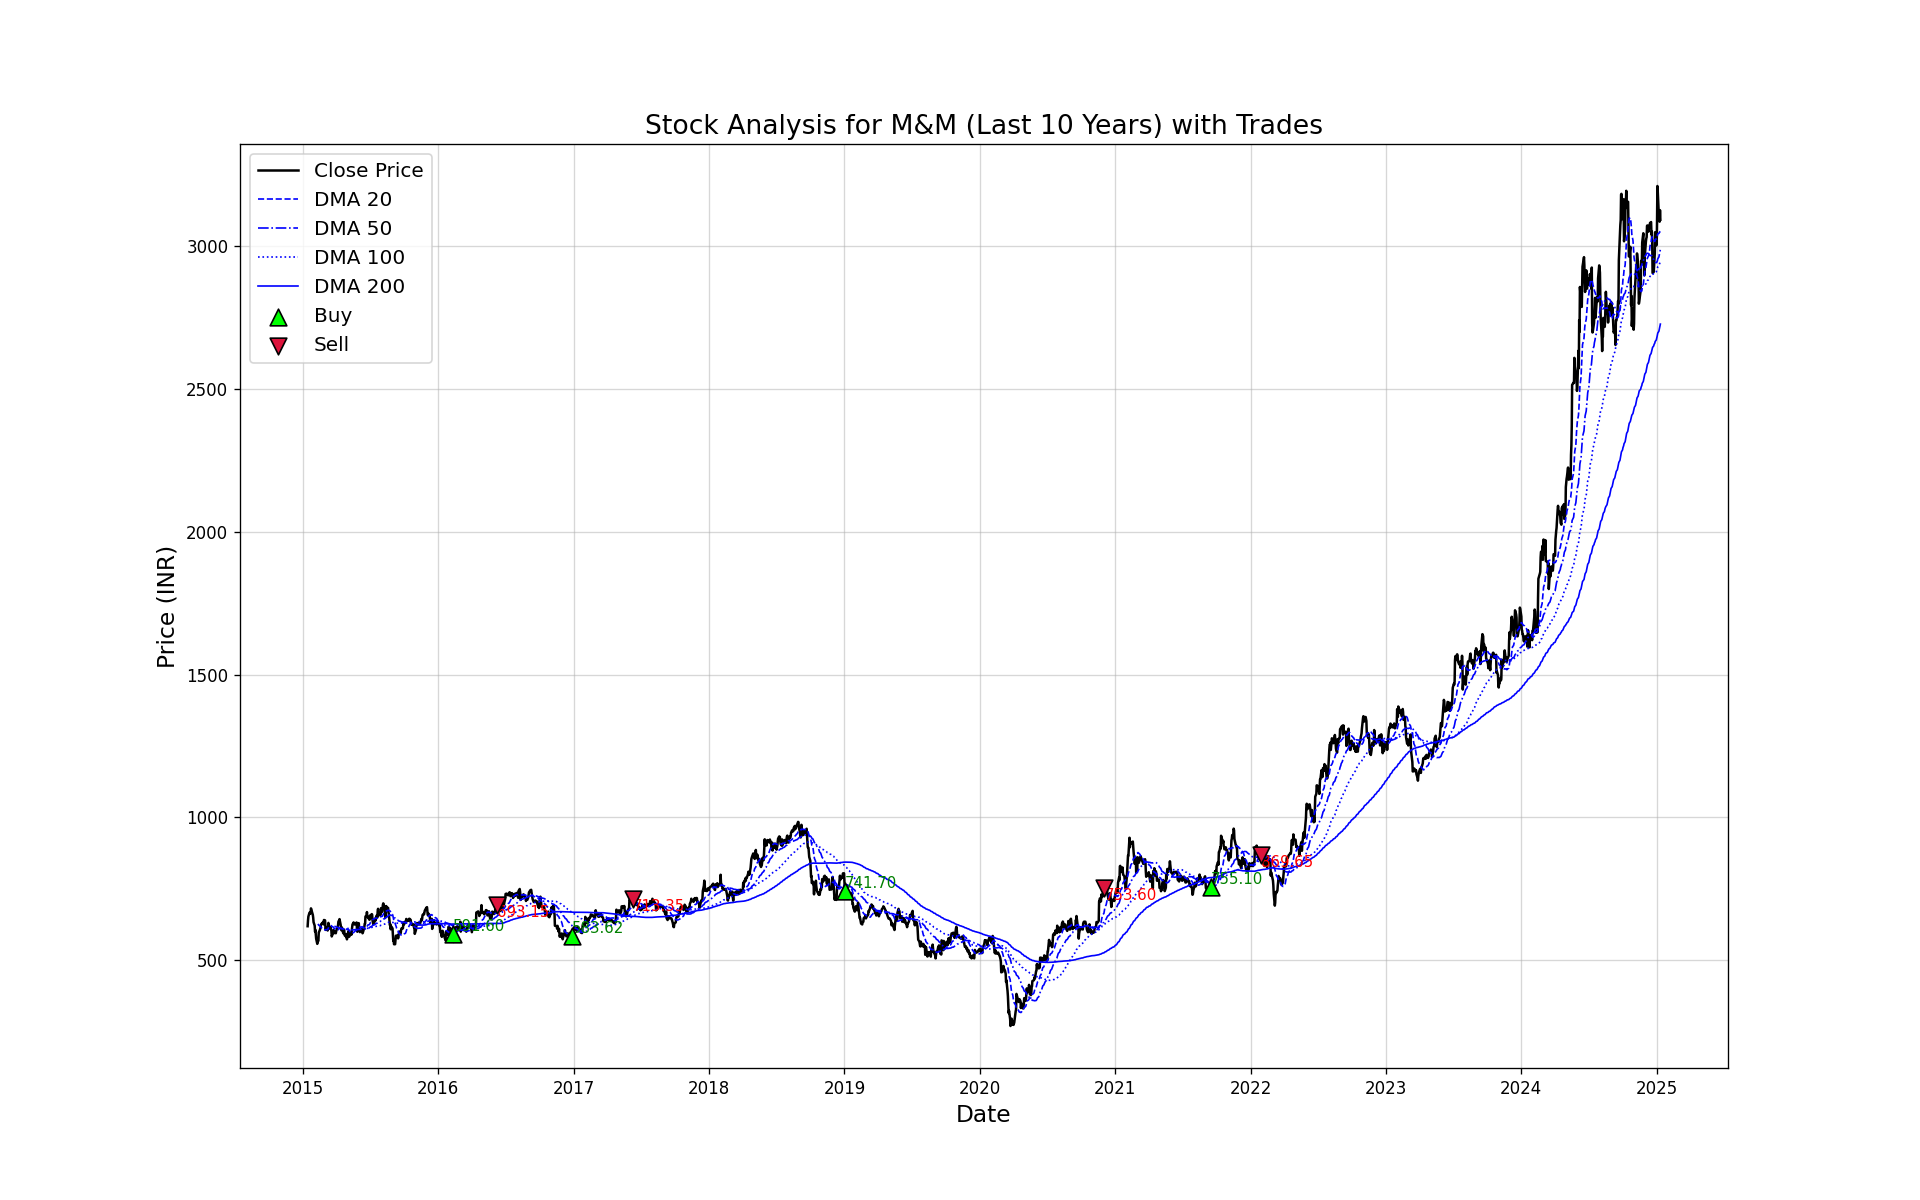 Stock Analysis for M&M (Last 10 Years) with Trades
Close Price
DMA 20
DMA 50
DMA 100
DMA 200
Buy
Sell
Price (INR)
3000
2500
2000
1500
1000
500
741.70
2015
2016
2017
2018
2019
2020
2021
2022
2023
2024
2025
Date